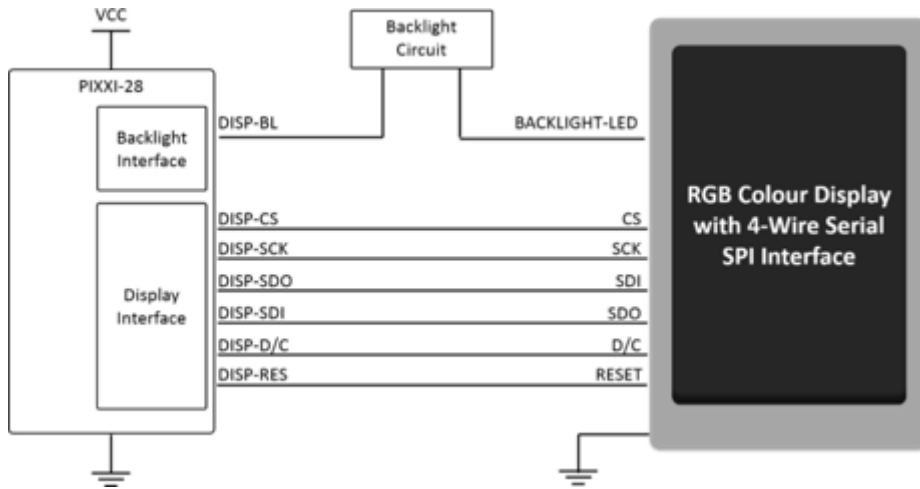 VCC
Backlight
Circuit
PIXXI-28
Backlight
Interface
DISP-BL
BACKLIGHT-LED
DISP-CS
CS
DISP-SCK
SCK
DISP-SDO
SDI
DISP-SDI
SDO
DISP-D/C
D/C
DISP-RES
RESET
Display
Interface
RGB Colour Display
with 4-Wire Serial
SPI Interface